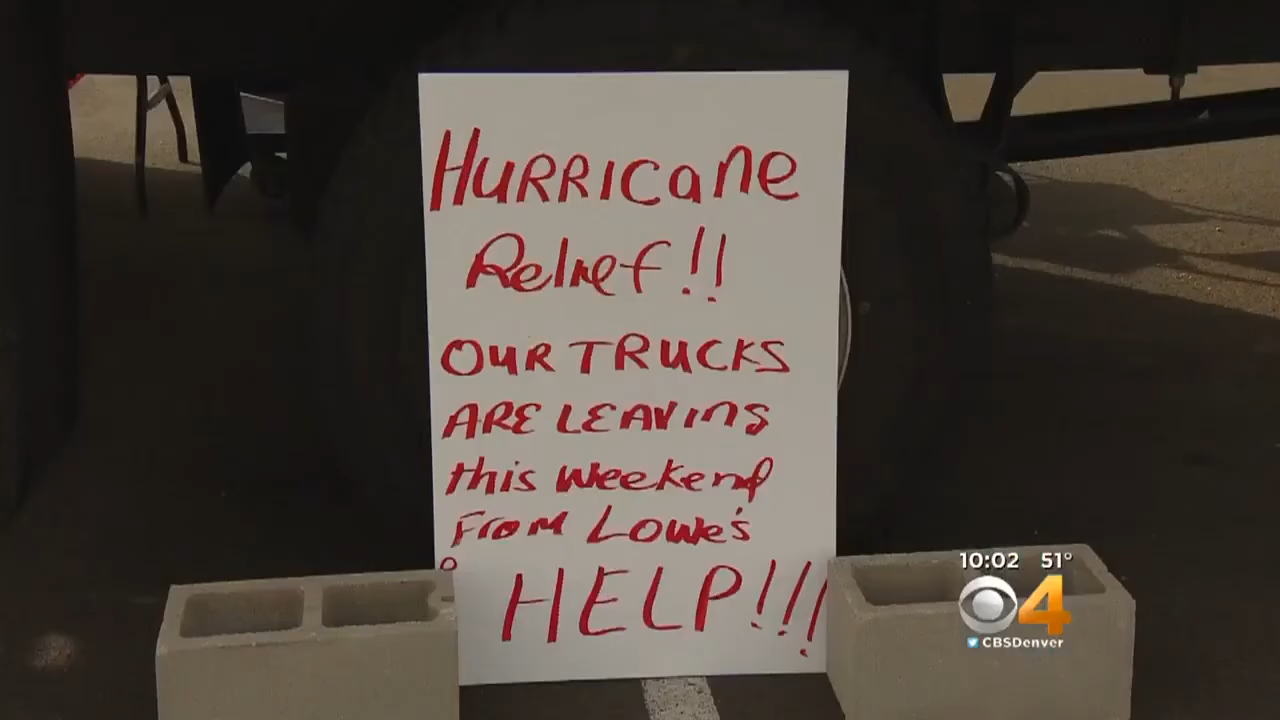 HURRICane
Relief!!
OUR TRUCKS
ARE LEAVING
this weekend
From Lowe's
HELP!!!
10:02 51°
4
CBSDenver